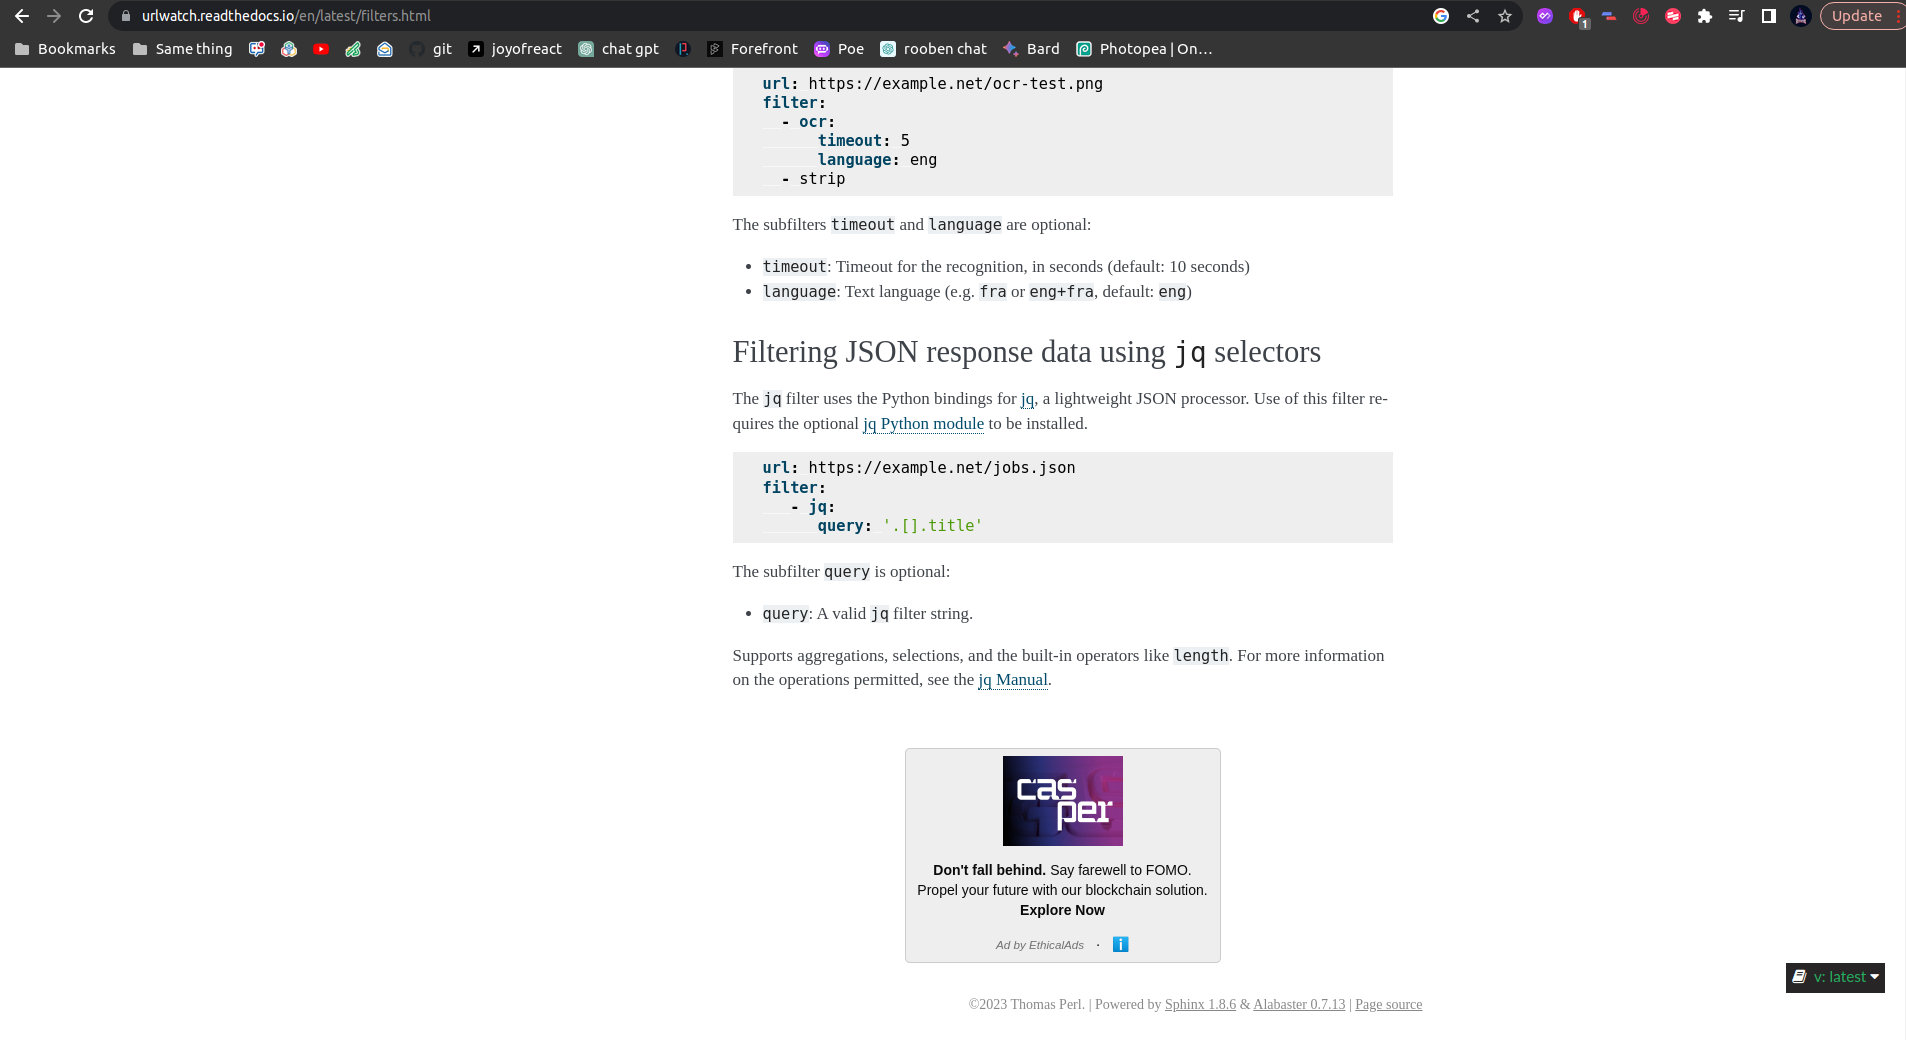 urlwatch.readthedocs.io/en/latest/filters.html
1
Update
Bookmarks Same thing git joyofreact chat gpt Forefront Poe rooben chat Bard Photopea | On...
url: https://example.net/ocr-test.png
filter:
- ocr:
timeout: 5
language: eng
- strip
The subfilters timeout and language are optional:
• timeout: Timeout for the recognition, in seconds (default: 10 seconds)
• language: Text language (e.g. fra or eng+fra, default: eng)
Filtering JSON response data using jq selectors
The jq filter uses the Python bindings for jq, a lightweight JSON processor. Use of this filter re-
quires the optional jq Python module to be installed.
url: https://example.net/jobs.json
filter:
- jq:
query: '.[].title'
The subfilter query is optional:
• query: A valid jq filter string.
Supports aggregations, selections, and the built-in operators like length. For more information
on the operations permitted, see the jq Manual.
cas
per
Don't fall behind. Say farewell to FOMO.
Propel your future with our blockchain solution.
Explore Now
Ad by EthicalAds · i
v: latest
©2023 Thomas Perl. | Powered by Sphinx 1.8.6 & Alabaster 0.7.13 | Page source